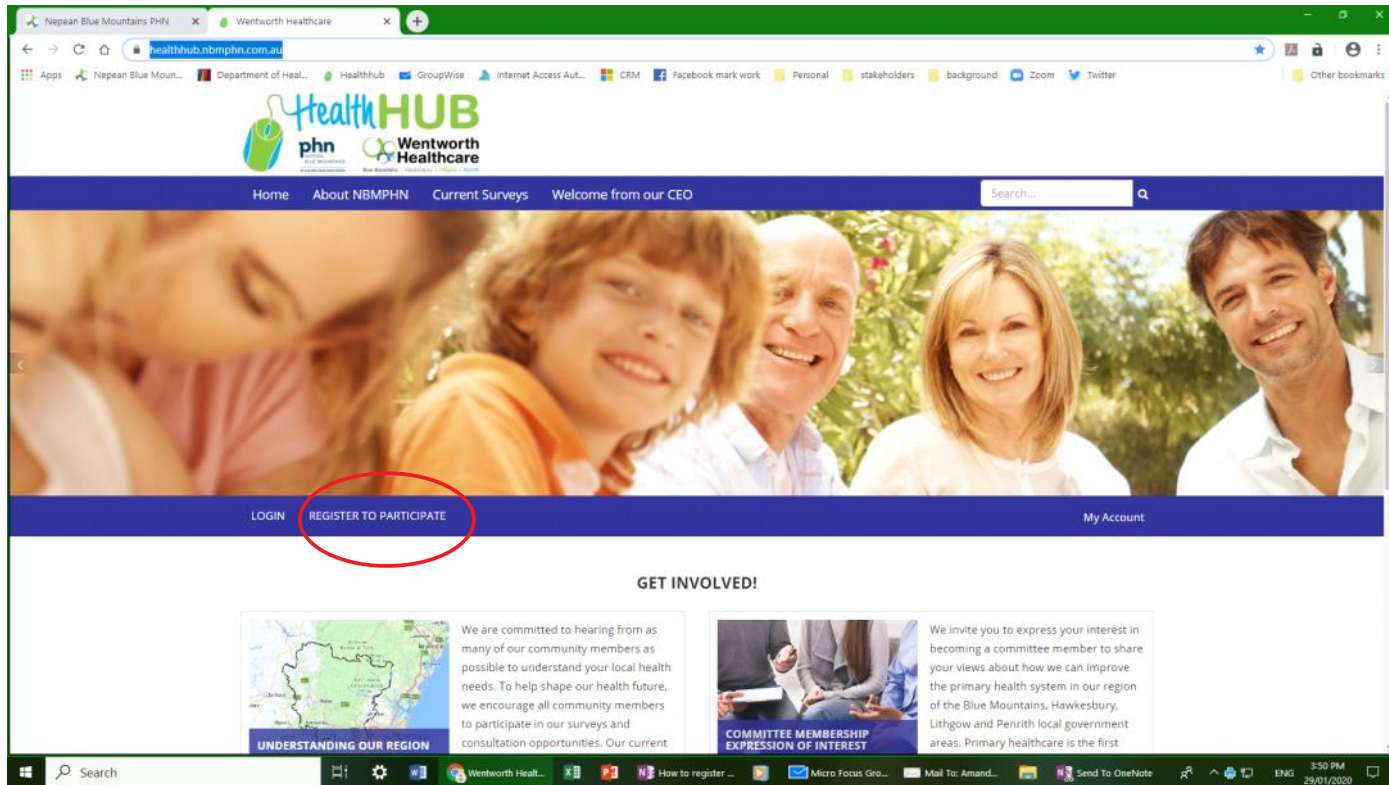 Nepean Blue Mountains PHN
Wentworth Healthcare
healthhub.nbmphn.com.au
Apps Nepean Blue Moun... Department of Heal... Healthhub GroupWise Internet Access Aut... CRM Facebook mark work Personal stakeholders background Zoom Twitter Other bookmarks
HealthHUB
phn Wentworth Healthcare
Home About NBMPHN Current Surveys Welcome from our CEO Search...
LOGIN REGISTER TO PARTICIPATE My Account
GET INVOLVED!
We are committed to hearing from as
many of our community members as
possible to understand your local health
needs. To help shape our health future,
we encourage all community members
to participate in our surveys and
consultation opportunities. Our current
UNDERSTANDING OUR REGION
We invite you to express your interest in
becoming a committee member to share
your views about how we can improve
the primary health system in our region
of the Blue Mountains, Hawkesbury,
Lithgow and Penrith local government
areas. Primary healthcare is the first
COMMITTEE MEMBERSHIP
EXPRESSION OF INTEREST
Search Wentworth Healt... How to register ... Micro Focus Gro... Mail To: Amand... Send To OneNote ENG 3:50 PM
29/01/2020